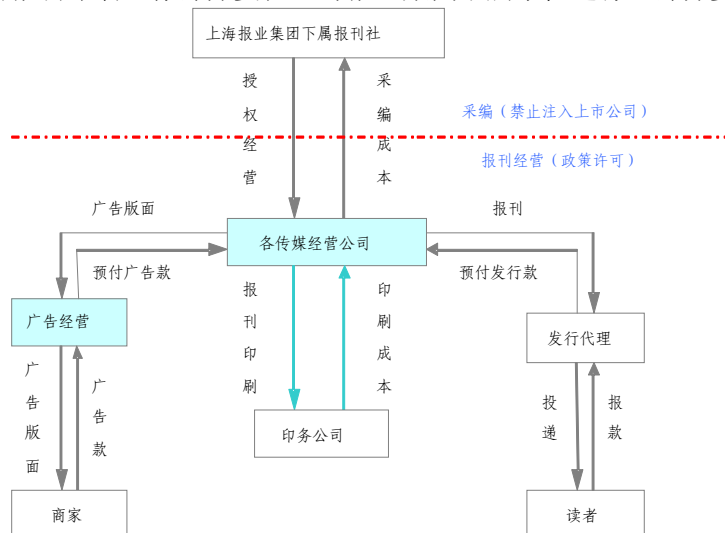 上海报业集团下属报刊社
授权经营
采编成本
采编（禁止注入上市公司）
报刊经营（政策许可）
广告版面
报刊
各传媒经营公司
预付广告款
预付发行款
报刊印刷
印刷成本
广告经营
发行代理
广告版面
广告款
投递
报款
印务公司
商家
读者